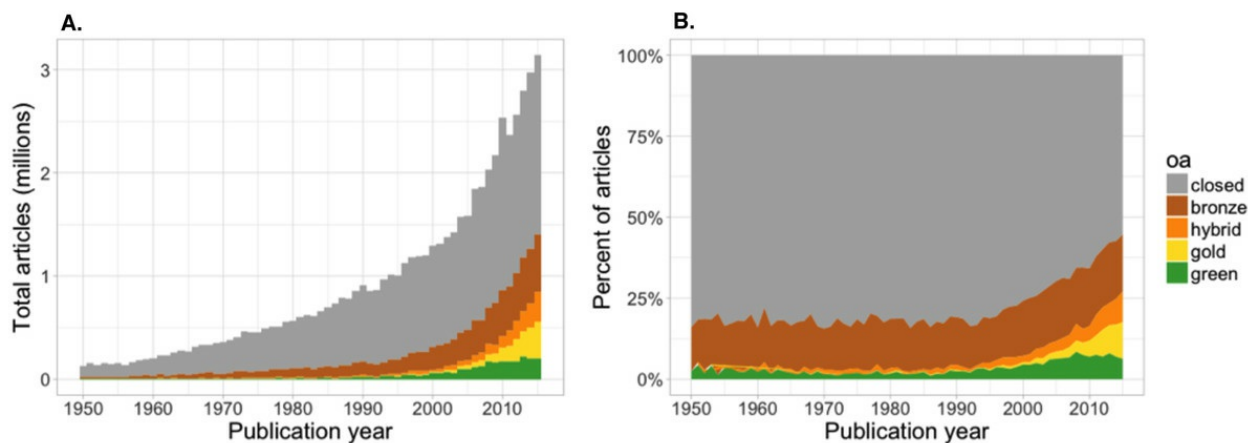 A.
Total articles (millions)
3
2
1
0
1950 1960 1970 1980 1990 2000 2010
Publication year
B.
Percent of articles
100%
75%
50%
25%
0%
1950 1960 1970 1980 1990 2000 2010
Publication year
oa
closed
bronze
hybrid
gold
green